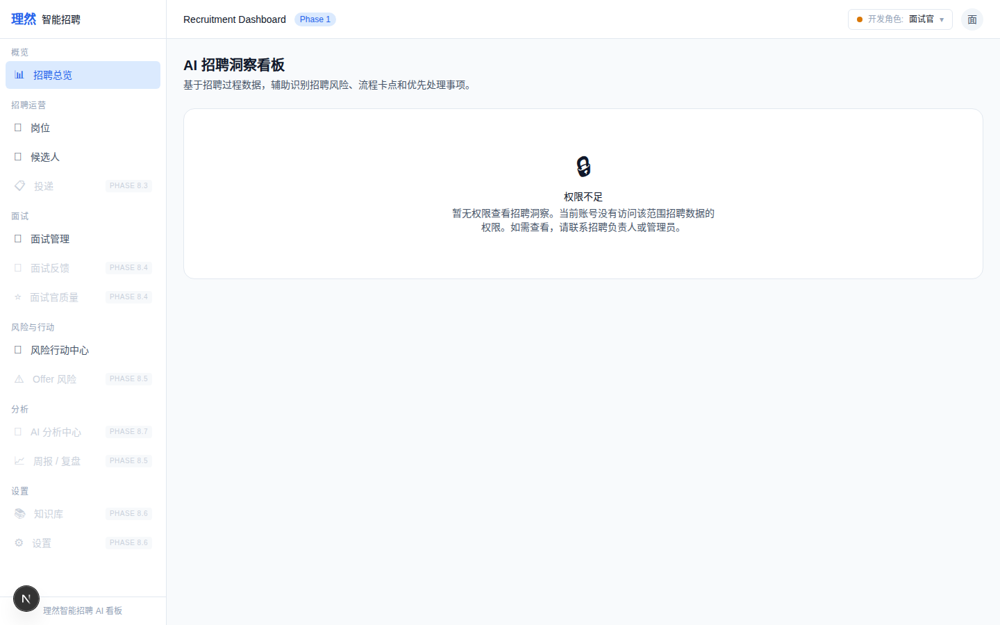 理然 智能招聘
Recruitment Dashboard Phase 1
开发角色: 面试官 ▾ 面
概览
招聘总览
招聘运营
岗位
候选人
投递 PHASE 8.3
面试
面试管理
面试反馈 PHASE 8.4
面试官质量 PHASE 8.4
风险与行动
风险行动中心
Offer 风险 PHASE 8.5
分析
AI 分析中心 PHASE 8.7
周报 / 复盘 PHASE 8.5
设置
知识库 PHASE 8.6
设置 PHASE 8.6
N
理然智能招聘 AI 看板
AI 招聘洞察看板
基于招聘过程数据，辅助识别招聘风险、流程卡点和优先处理事项。
权限不足
暂无权限查看招聘洞察。当前账号没有访问该范围招聘数据的
权限。如需查看，请联系招聘负责人或管理员。